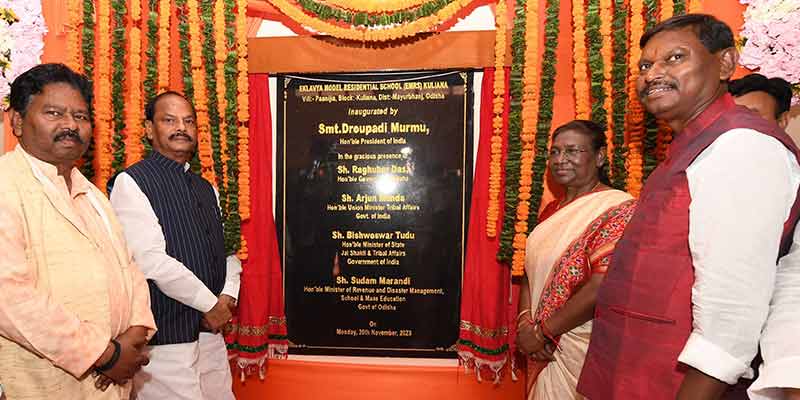 EKLAVYA MODEL RESIDENTIAL SCHOOL (EMRS) KULIANA
Vill- Paanijia, Block- Kuliana, Dist- Mayurbhanj, Odisha
Inaugurated by
Smt.Droupadi Murmu,
Hon'ble President of India
In the gracious presence of
Sh. Raghubar Das,
Hon'ble
Sh. Arjun Munda
Hon'ble Union Minister of Tribal Affairs
Govt. of India
Sh. Bishweswar Tudu
Hon'ble Minister of State
Jal Shakti & Tribal Affairs
Government of India
Sh. Sudam Marandi
Hon'ble Minister of Revenue and Disaster Management,
School & Mass Education
Govt of Odisha
On
Monday, 20th November, 2023